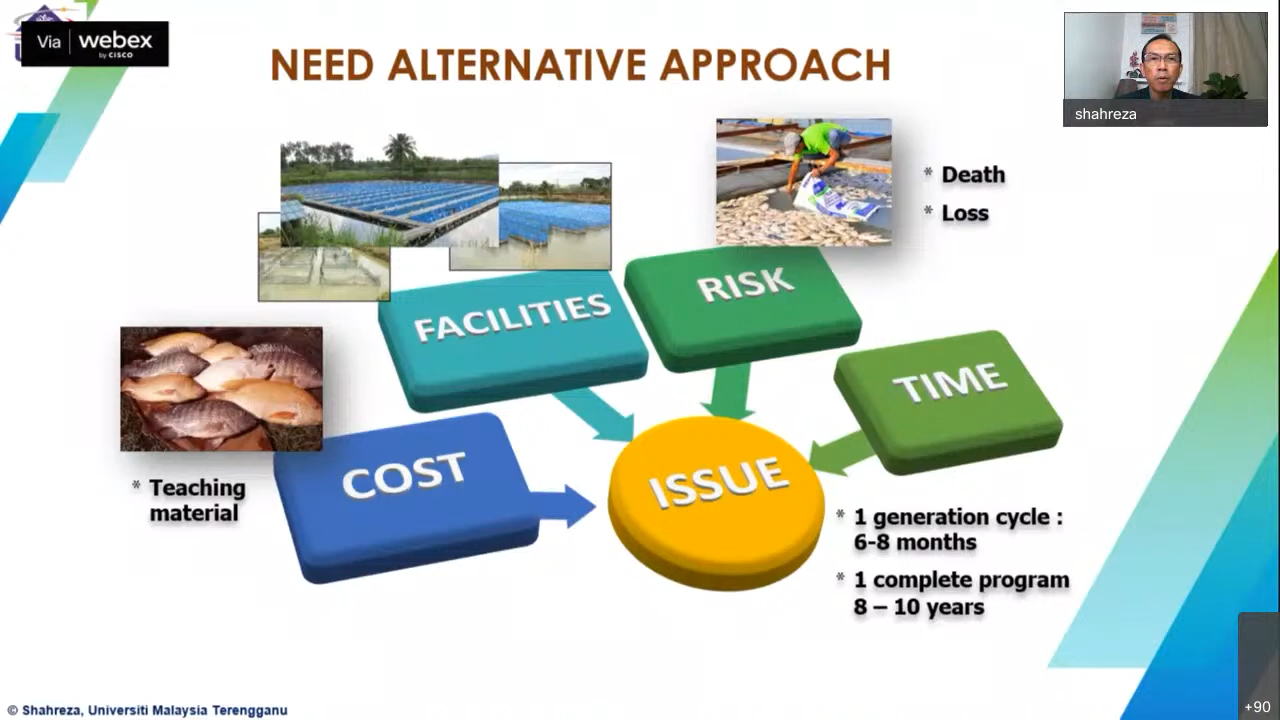 Via webex
by CISCO
NEED ALTERNATIVE APPROACH
shahreza
* Death
* Loss
FACILITIES
RISK
TIME
COST
ISSUE
* Teaching
material
* 1 generation cycle :
6-8 months
* 1 complete program
8 – 10 years
© Shahreza, Universiti Malaysia Terengganu
+90